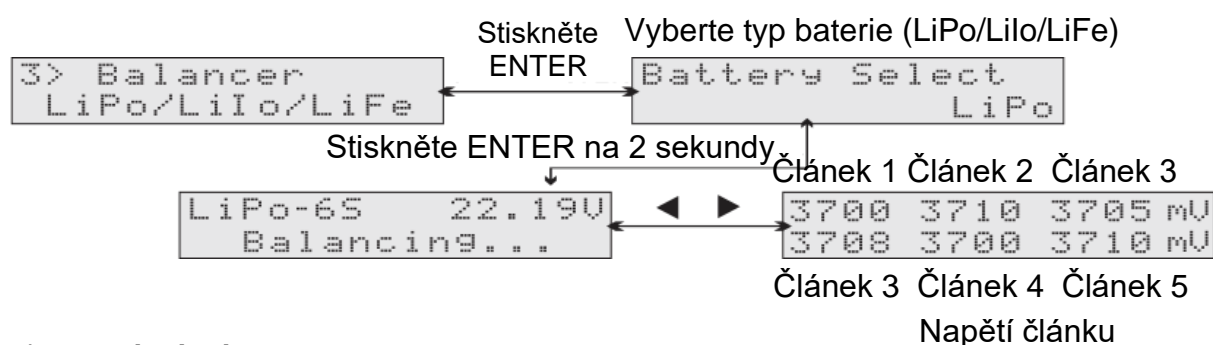 Stiskněte
ENTER
Vyberte typ baterie (LiPo/LiIo/LiFe)
3> Balancer
LiPo/LiIo/LiFe
Battery Select
LiPo
Stiskněte ENTER na 2 sekundy
Článek 1 Článek 2 Článek 3
LiPo-6S 22.19V
Balancing...
3700 3710 3705 mV
3708 3700 3710 mV
Článek 3 Článek 4 Článek 5
Napětí článku